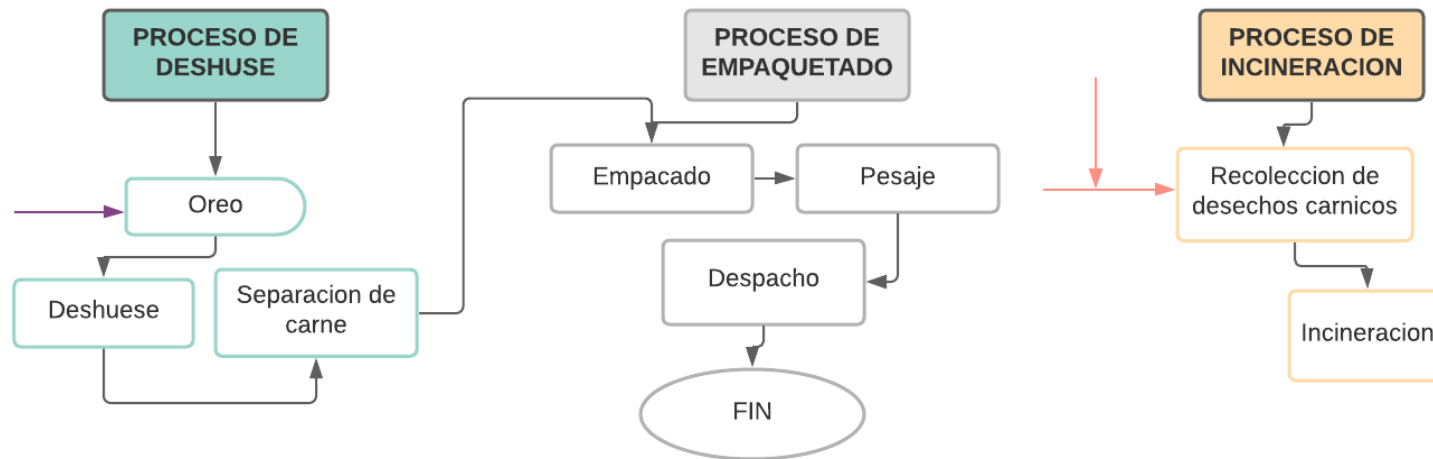 PROCESO DE
DESHUSE
Oreo
Deshuese
Separacion de
carne
PROCESO DE
EMPAQUETADO
Empacado
Pesaje
Despacho
FIN
PROCESO DE
INCINERACION
Recoleccion de
desechos carnicos
Incineracion